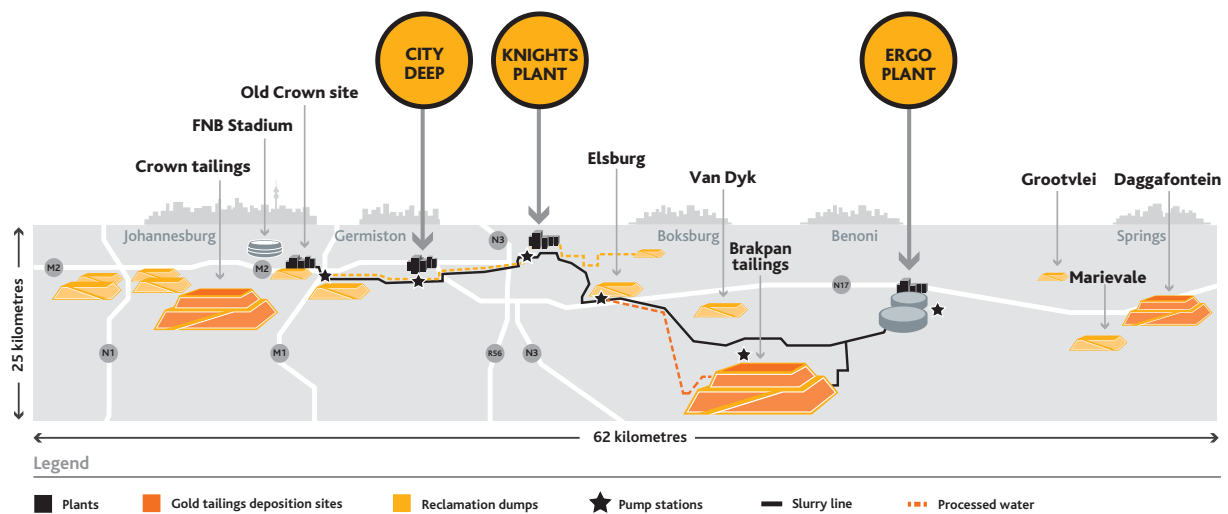 CITY
DEEP
KNIGHTS
PLANT
ERGO
PLANT
Old Crown site
FNB Stadium
Crown tailings
Elsburg
Van Dyk
Grootvlei
Daggafontein
Johannesburg
Germiston
N3
Boksburg
Benoni
Springs
Brakpan
tailings
M2
M2
N17
Marievale
N1
M1
R56
N3
25 kilometres
62 kilometres
Legend
Plants
Gold tailings deposition sites
Reclamation dumps
Pump stations
Slurry line
Processed water